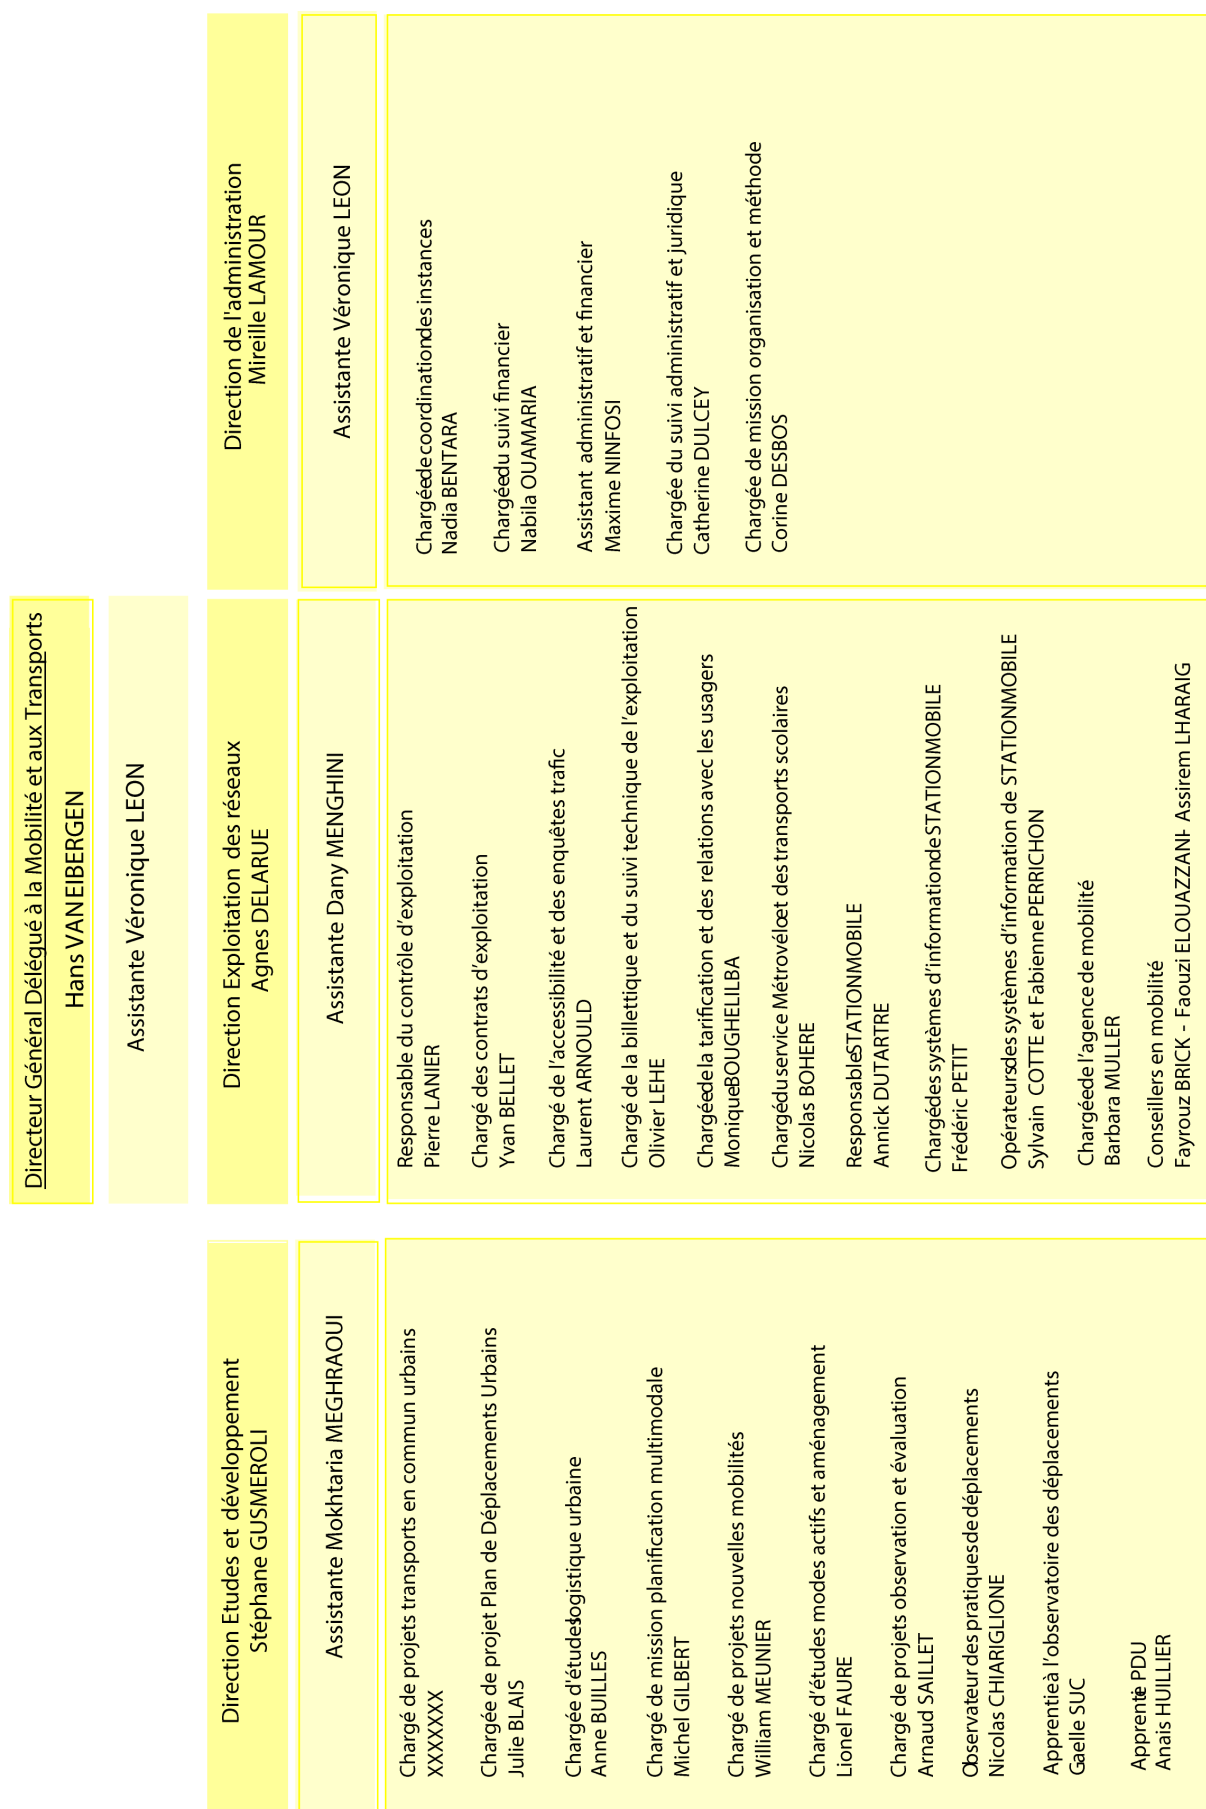 Directeur Général Délégué à la Mobilité et aux Transports
Hans VAN EIBERGEN
Assistante Véronique LEON
Direction Etudes et développement
Stéphane GUSMEROLI
Assistante Mokhtaria MEGHRAOUI
Chargé de projets transports en commun urbains
XXXXXXX
Chargée de projet Plan de Déplacements Urbains
Julie BLAIS
Chargée d'études logistique urbaine
Anne BUILLES
Chargé de mission planification multimodale
Michel GILBERT
Chargé de projets nouvelles mobilités
William MEUNIER
Chargé d'études modes actifs et aménagement
Lionel FAURE
Chargé de projets observation et évaluation
Arnaud SAILLET
Observateur des pratiques de déplacements
Nicolas CHIARIGLIONE
Apprentie à l'observatoire des déplacements
Gaelle SUC
Apprentie PDU
Anais HUILLIER
Direction Exploitation des réseaux
Agnes DELARUE
Assistante Dany MENGHINI
Responsable du contrôle d'exploitation
Pierre LANIER
Chargé des contrats d'exploitation
Yvan BELLET
Chargé de l'accessibilité et des enquêtes trafic
Laurent ARNOULD
Chargé de la billettique et du suivi technique de l'exploitation
Olivier LEHE
Chargée de la tarification et des relations avec les usagers
Monique BOUGHELILBA
Chargé du service Métrovélo et des transports scolaires
Nicolas BOHERE
Responsable STATIONMOBILE
Annick DUTARTRE
Chargé des systèmes d'information de STATIONMOBILE
Frédéric PETIT
Opérateurs des systèmes d'information de STATIONMOBILE
Sylvain COTTE et Fabienne PERRICHON
Chargée de l'agence de mobilité
Barbara MULLER
Conseillers en mobilité
Fayrouz BRICK - Faouzi ELOUAZZANI - Assirem LHARAIG
Direction de l'administration
Mireille LAMOUR
Assistante Véronique LEON
Chargée de coordination des instances
Nadia BENTARA
Chargée du suivi financier
Nabila OUAMARIA
Assistant administratif et financier
Maxime NINFOSI
Chargée du suivi administratif et juridique
Catherine DULCEY
Chargée de mission organisation et méthode
Corine DESBOS